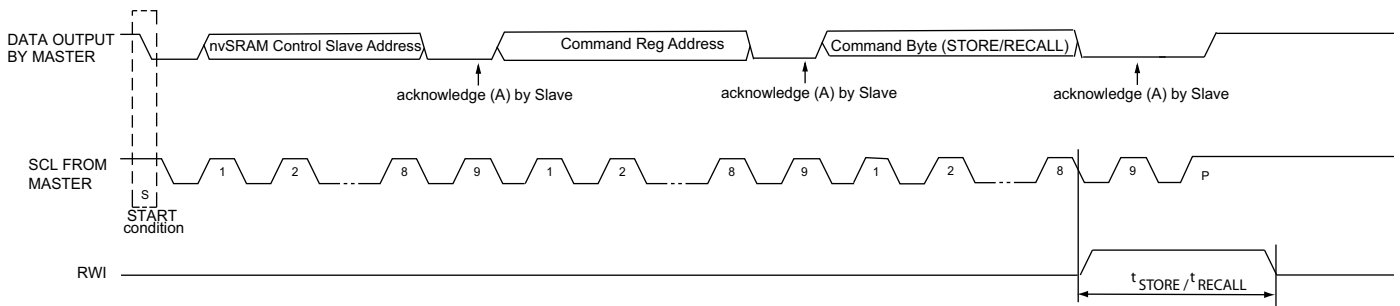 DATA OUTPUT
BY MASTER
nvSRAM Control Slave Address
Command Reg Address
Command Byte (STORE/RECALL)
acknowledge (A) by Slave
acknowledge (A) by Slave
acknowledge (A) by Slave
SCL FROM
MASTER
1 2 8 9 1 2 8 9 1 2 8 9 P
S
START
condition
RWI
tSTORE / tRECALL